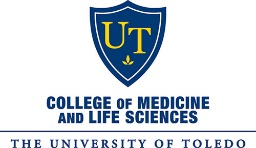 UT
COLLEGE OF MEDICINE
AND LIFE SCIENCES
THE UNIVERSITY OF TOLEDO